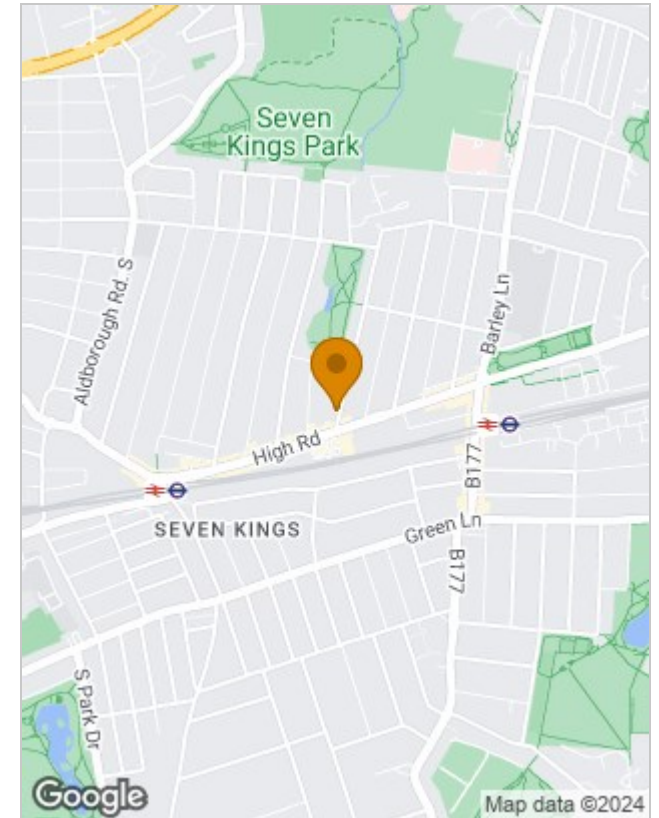 Seven
Kings Park
Aldborough Rd. S
Barley Ln
High Rd
B177
SEVEN KINGS
Green Ln
B177
S Park Dr
Google
Map data ©2024